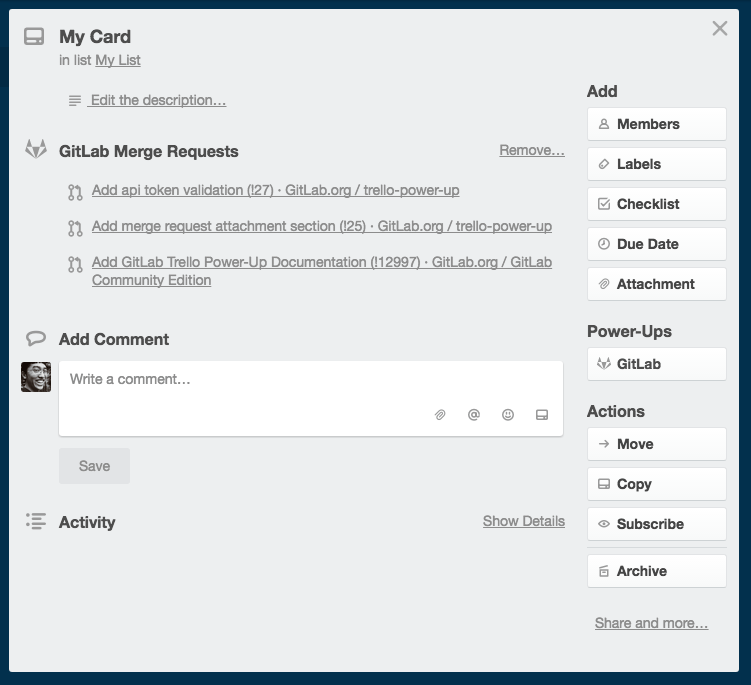 My Card
in list My List
Edit the description…
GitLab Merge Requests
Remove…
Add api token validation (!27) · GitLab.org / trello-power-up
Add merge request attachment section (!25) · GitLab.org / trello-power-up
Add GitLab Trello Power-Up Documentation (!12997) · GitLab.org / GitLab
Community Edition
Add Comment
Write a comment…
Save
Activity
Show Details
Add
Members
Labels
Checklist
Due Date
Attachment
Power-Ups
GitLab
Actions
Move
Copy
Subscribe
Archive
Share and more…